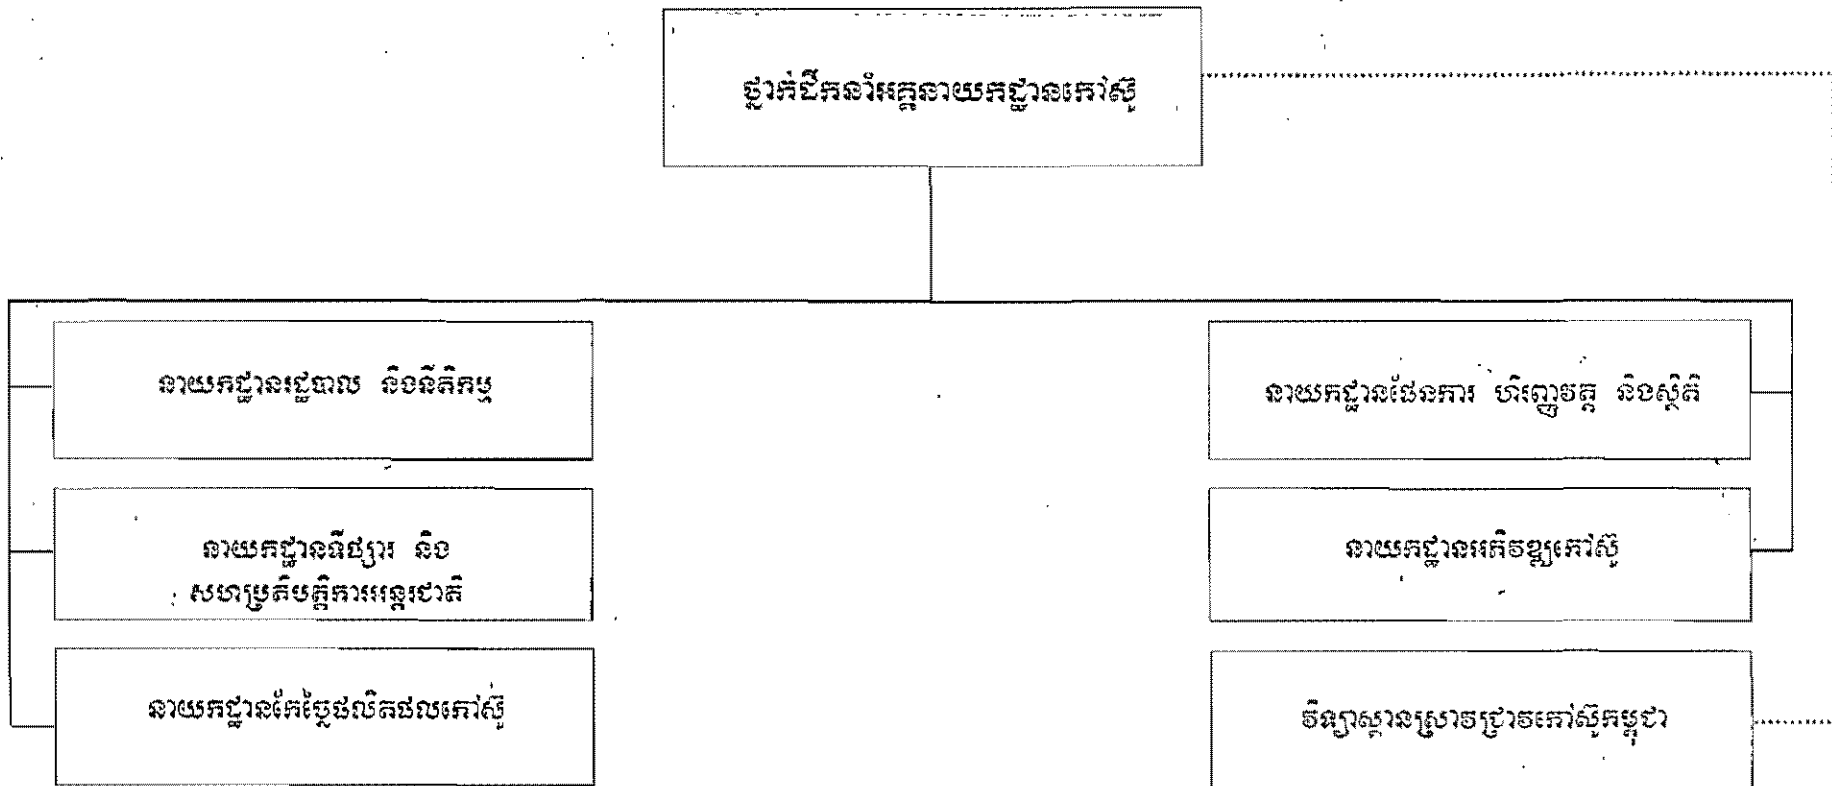 ថ្នាក់ដឹកនាំអគ្គនាយកដ្ឋានកៅស៊ូ
នាយកដ្ឋានរដ្ឋបាល និងនីតិកម្ម
នាយកដ្ឋានផែនការ ហិរញ្ញវត្ថុ និងស្ថិតិ
នាយកដ្ឋានទីផ្សារ និង
សហប្រតិបត្តិការអន្តរជាតិ
នាយកដ្ឋានអភិវឌ្ឍកៅស៊ូ
នាយកដ្ឋានកែច្នៃផលិតផលកៅស៊ូ
វិទ្យាស្ថានស្រាវជ្រាវកៅស៊ូកម្ពុជា